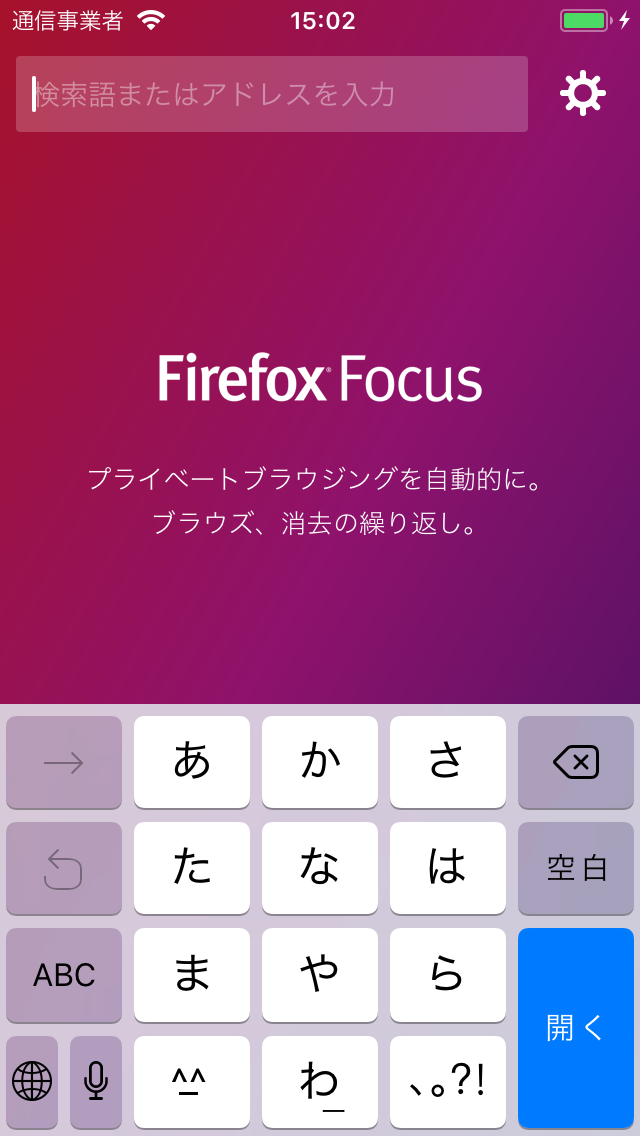 通信事業者
15:02
検索語またはアドレスを入力
Firefox® Focus
プライベートブラウジングを自動的に。
ブラウズ、消去の繰り返し。
→ あ か さ
た な は 空白
ABC ま や ら
^_^ わ_ 、。?! 開く